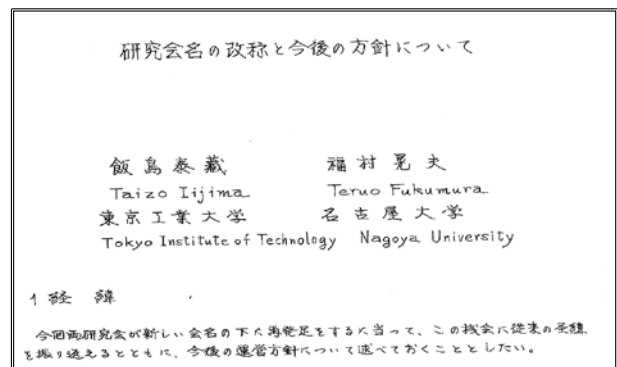 研究会名の改称と今後の方針について
飯島泰蔵 福村晃夫
Taizo Iijima Teruo Fukumura
東京工業大学 名古屋大学
Tokyo Institute of Technology Nagoya University
1 経緯
今回両研究会が新しい会名の下に再発足をするに当って、この機会に従来の経緯
を振り返えるとともに、今後の運営方針について述べておくこととしたい。